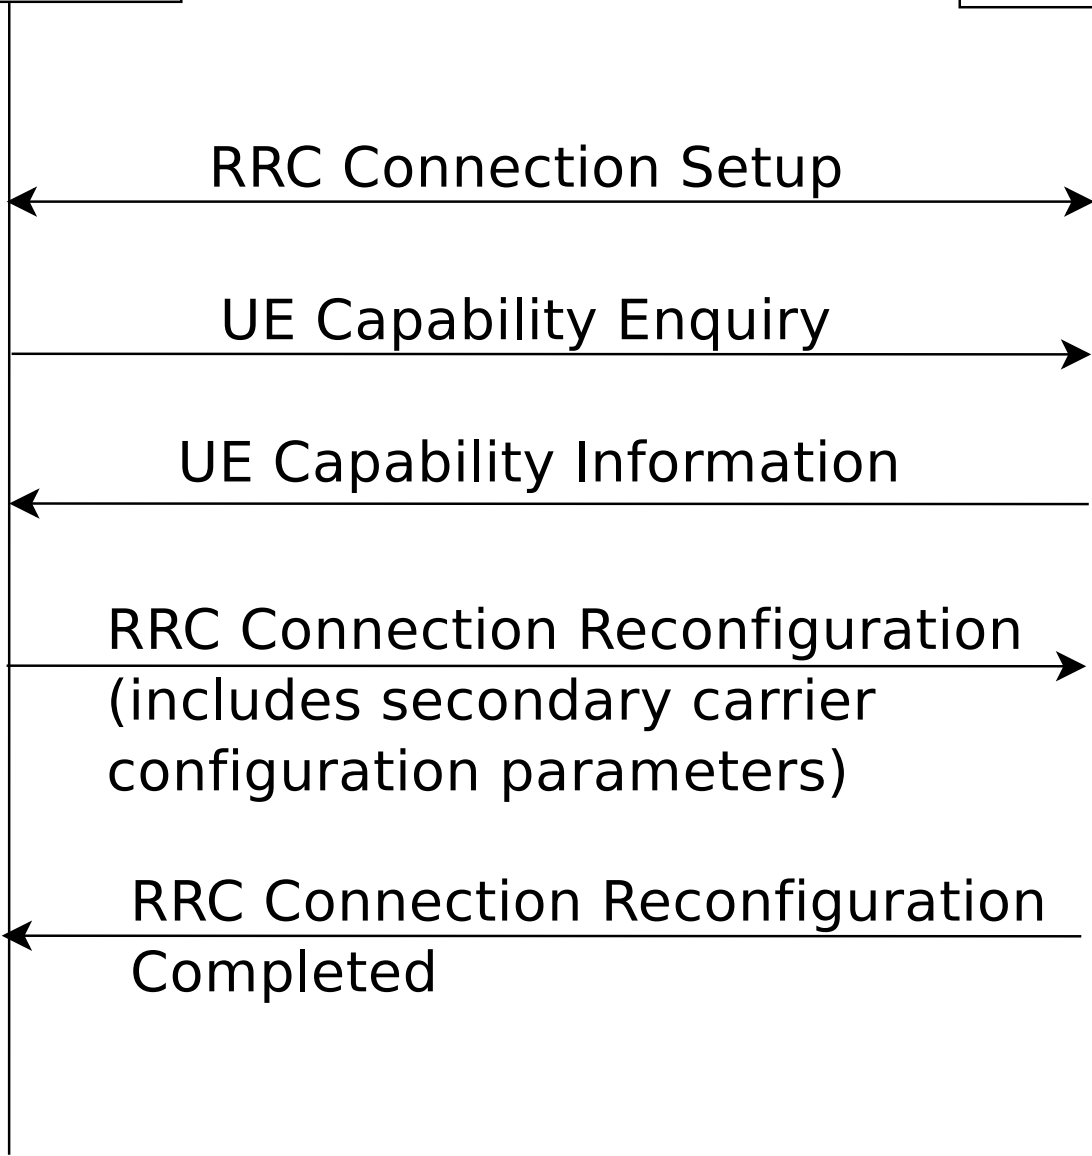 RRC Connection Setup
UE Capability Enquiry
UE Capability Information
RRC Connection Reconfiguration
(includes secondary carrier
configuration parameters)
RRC Connection Reconfiguration
Completed